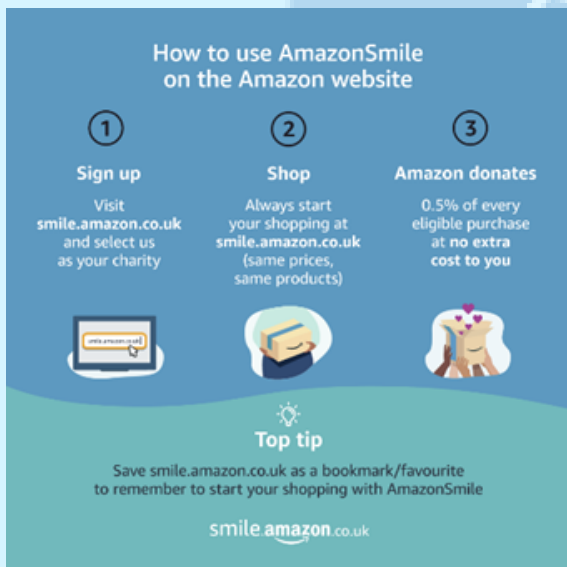 How to use AmazonSmile
on the Amazon website
1
Sign up
Visit
smile.amazon.co.uk
and select us
as your charity
2
Shop
Always start
your shopping at
smile.amazon.co.uk
(same prices,
same products)
3
Amazon donates
0.5% of every
eligible purchase
at no extra
cost to you
smile.amazon.co.uk
Top tip
Save smile.amazon.co.uk as a bookmark/favourite
to remember to start your shopping with AmazonSmile
smile.amazon.co.uk